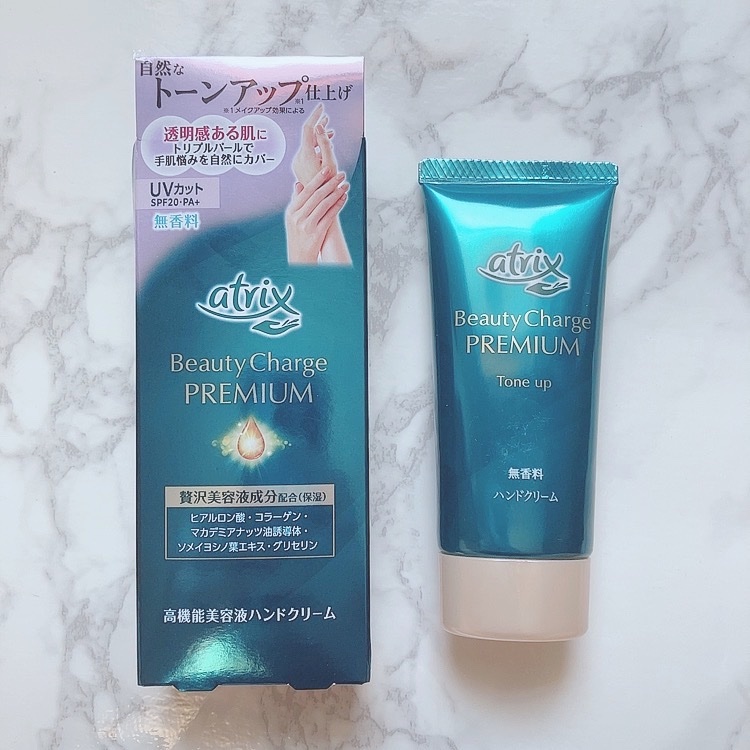 自然な
トーンアップ※1仕上げ
※1メイクアップ効果による
透明感ある肌に
トリプルパールで
手肌悩みを自然にカバー
UVカット
SPF20・PA+
無香料
atrix
Beauty Charge
PREMIUM
贅沢美容液成分配合(保湿)
ヒアルロン酸・コラーゲン・
マカデミアナッツ油誘導体・
ソメイヨシノ葉エキス・グリセリン
高機能美容液ハンドクリーム
atrix
Beauty Charge
PREMIUM
Tone up
無香料
ハンドクリーム